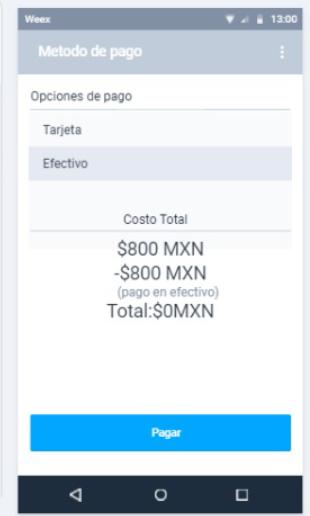 Weex 13:00
Metodo de pago
Opciones de pago
Tarjeta
Efectivo
Costo Total
$800 MXN
-$800 MXN
(pago en efectivo)
Total:$0MXN
Pagar